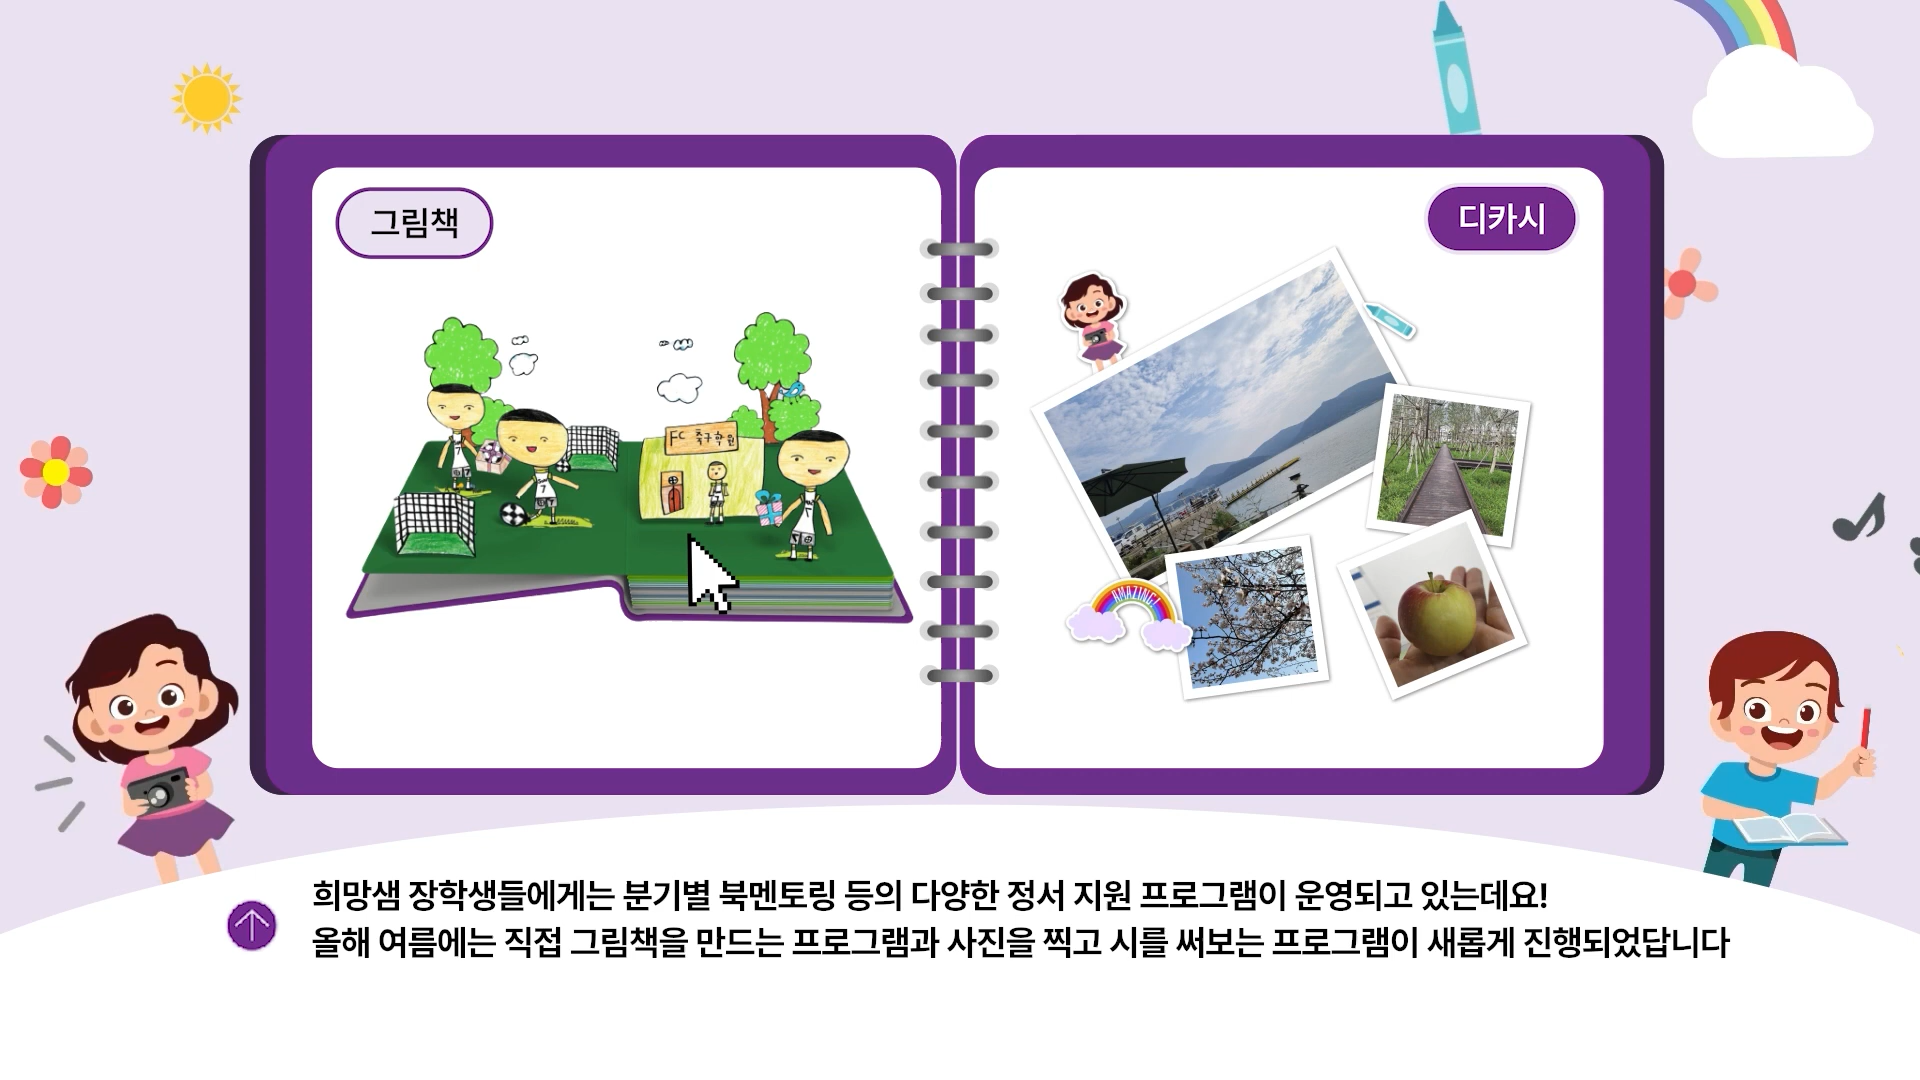 그림책
디카시
FC 축구학원
AMAZING!
희망샘 장학생들에게는 분기별 북멘토링 등의 다양한 정서 지원 프로그램이 운영되고 있는데요!
올해 여름에는 직접 그림책을 만드는 프로그램과 사진을 찍고 시를 써보는 프로그램이 새롭게 진행되었답니다